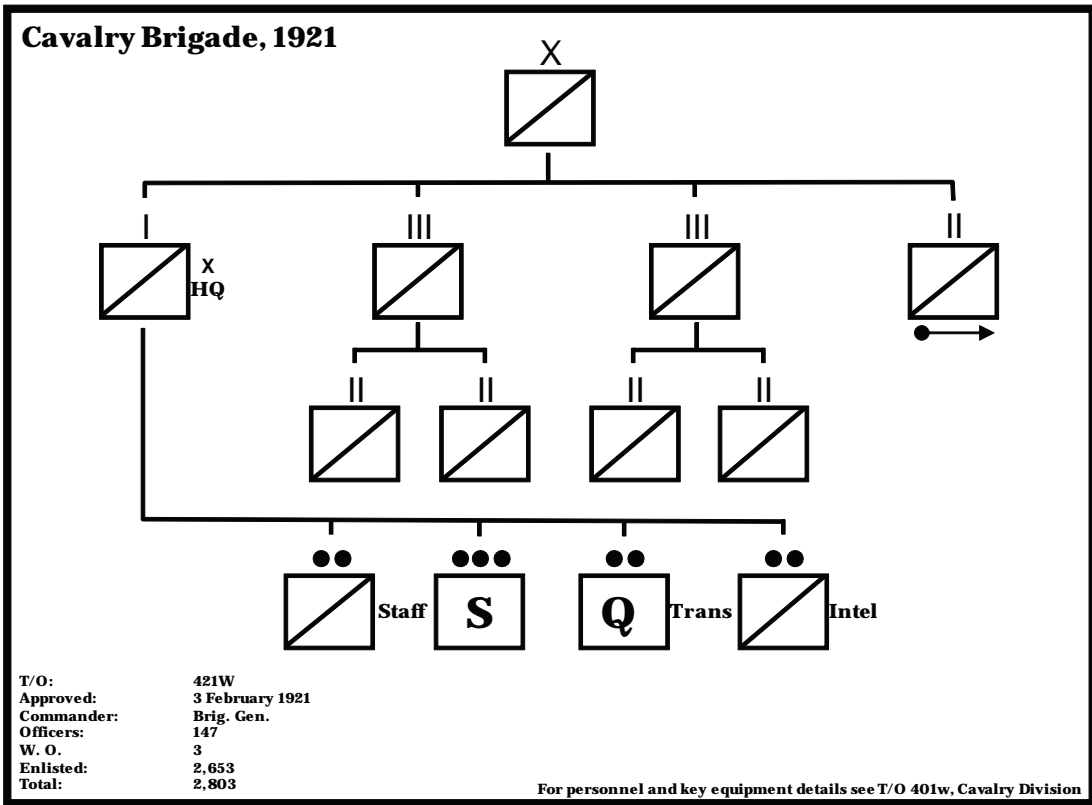 Cavalry Brigade, 1921
X
I
III
III
II
X
HQ
II
II
II
II
Staff
S
Q
Trans
Intel
T/O: 421W
Approved: 3 February 1921
Commander: Brig. Gen.
Officers: 147
W. O. 3
Enlisted: 2,653
Total: 2,803
For personnel and key equipment details see T/O 401w, Cavalry Division